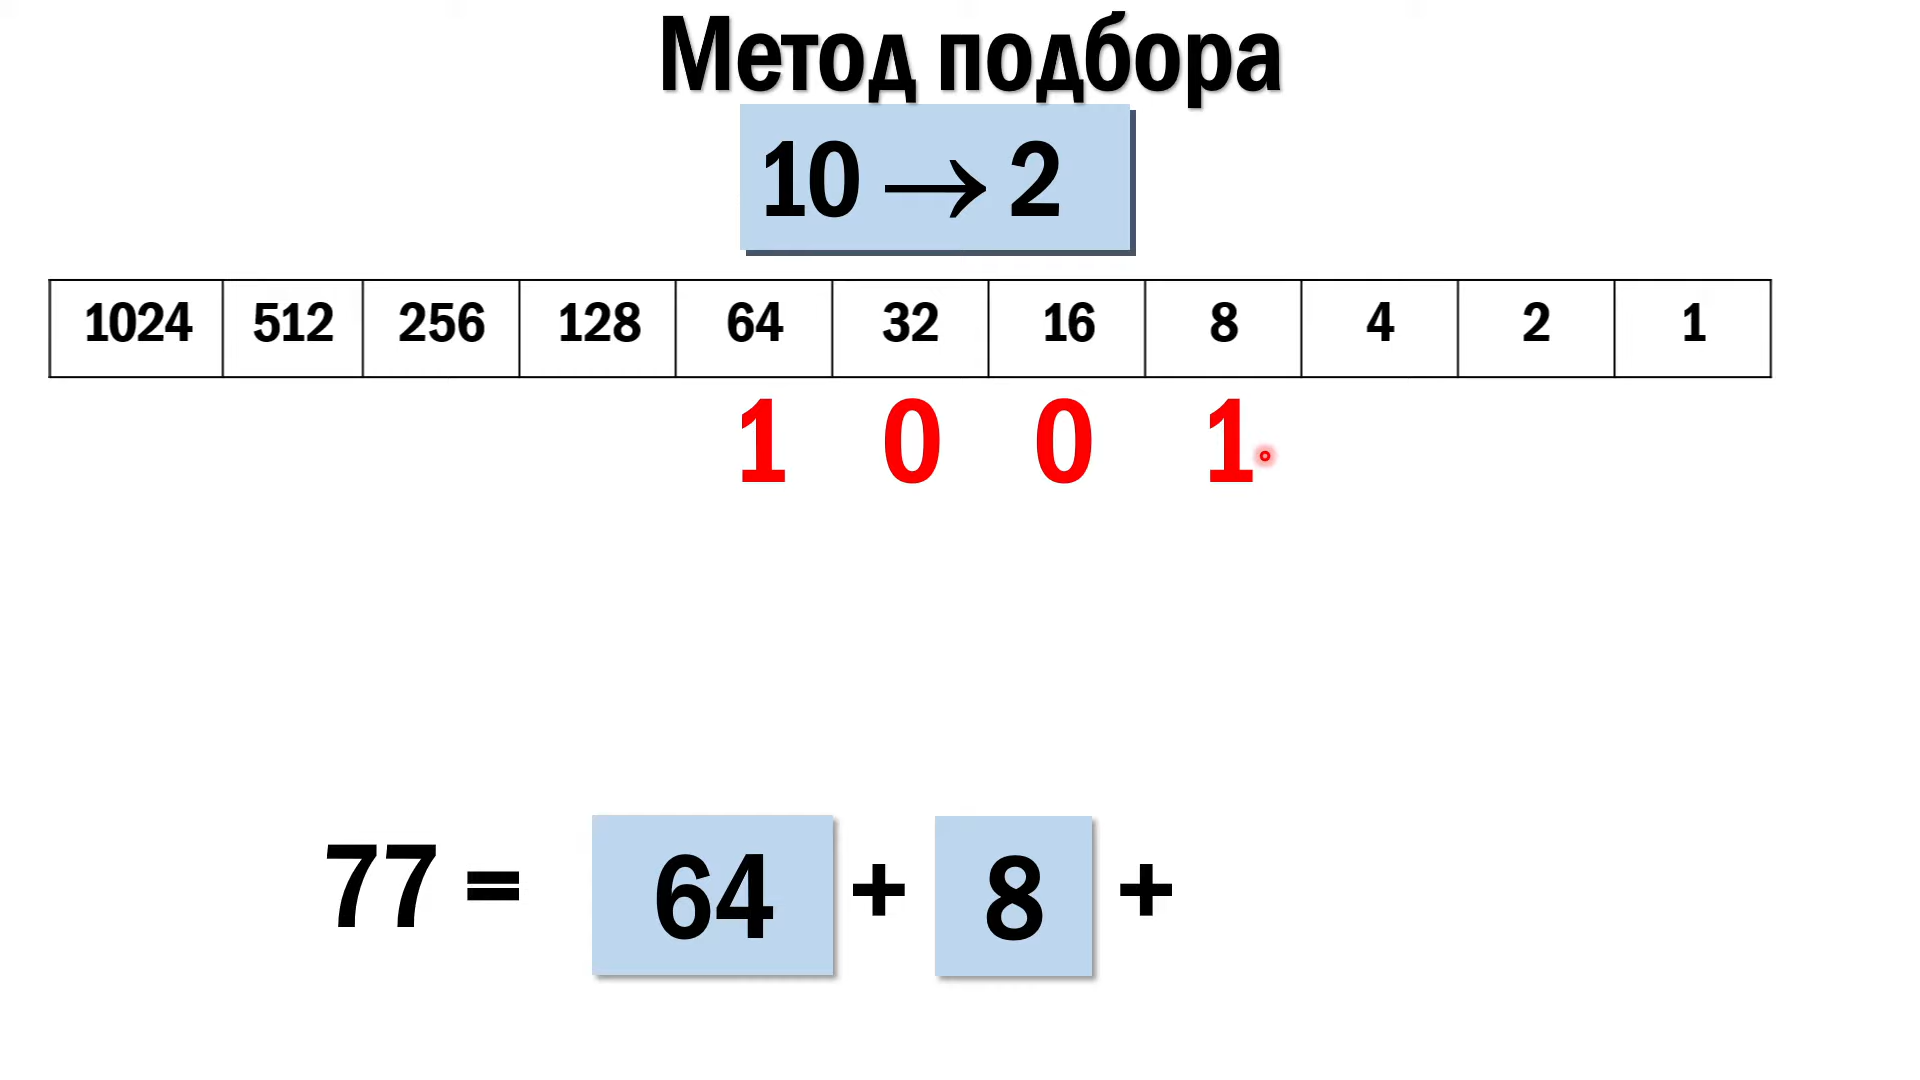 Метод подбора
10 → 2
1024 512 256 128 64 32 16 8 4 2 1
1 0 0 1
77 = 64 + 8 +